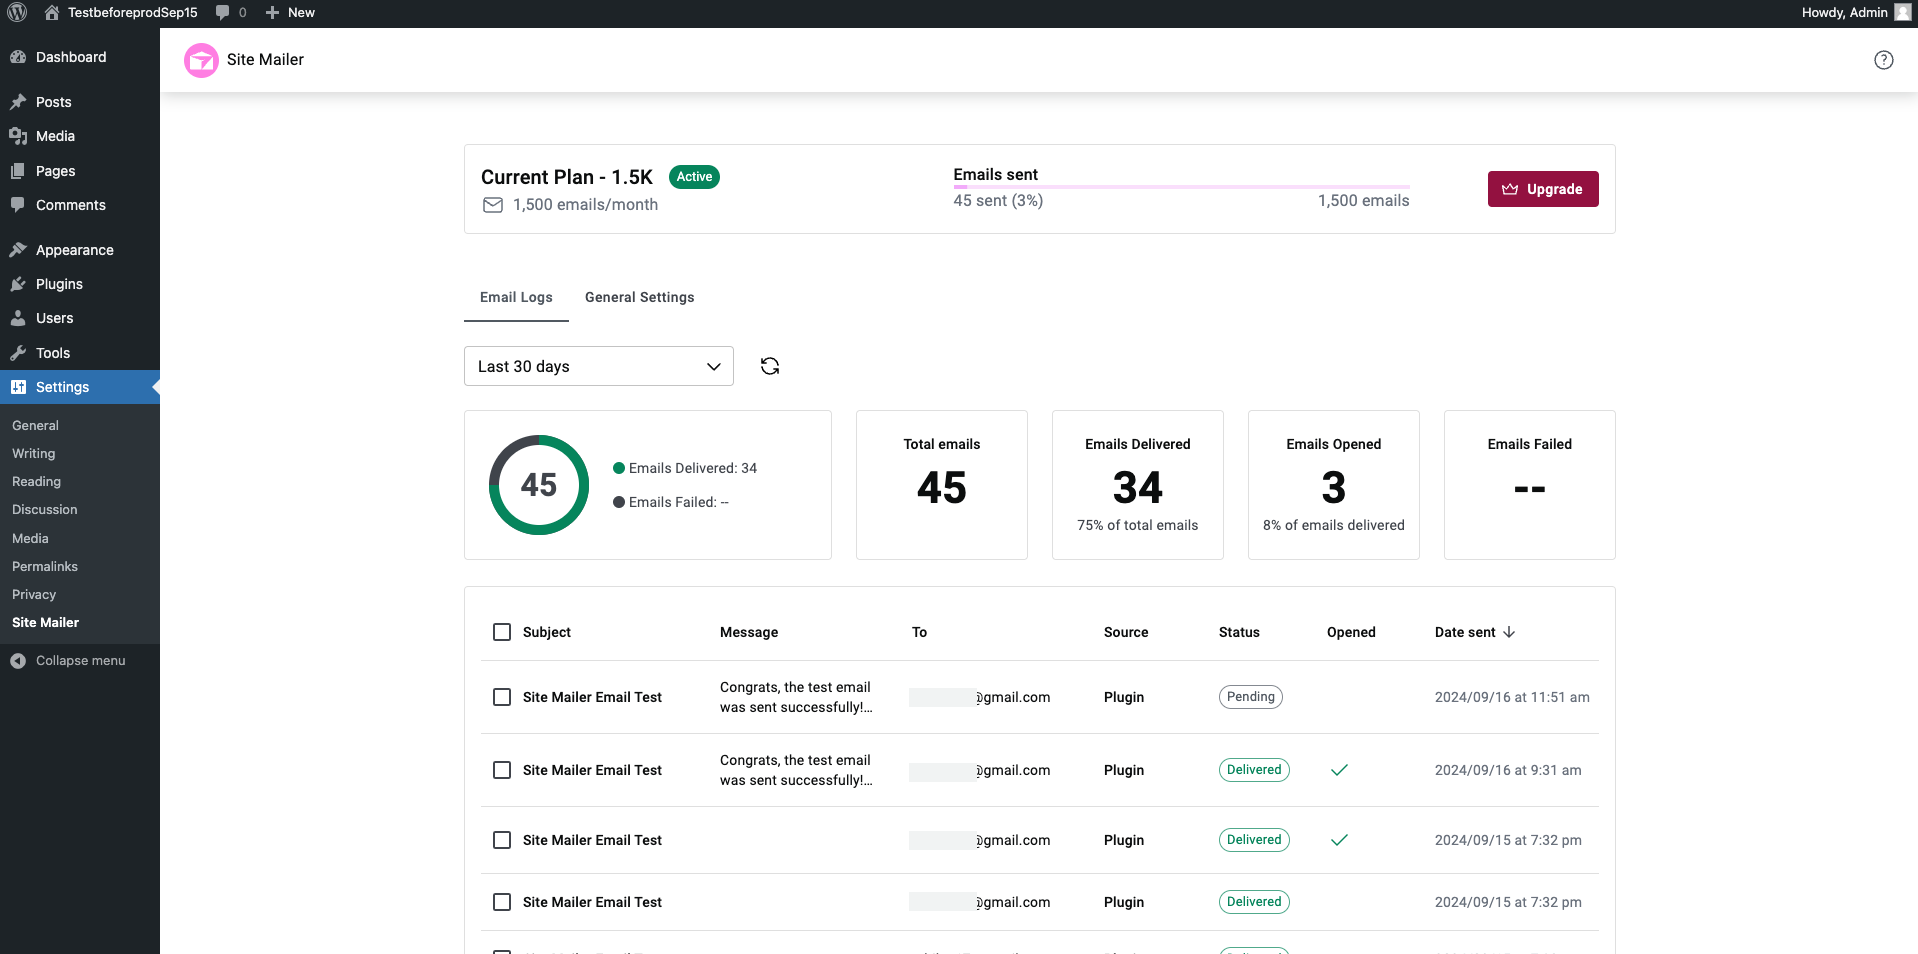 TestbeforeprodSep15 0 New Howdy, Admin
Dashboard
Posts
Media
Pages
Comments
Appearance
Plugins
Users
Tools
Settings
General
Writing
Reading
Discussion
Media
Permalinks
Privacy
Site Mailer
Collapse menu
Site Mailer
Current Plan - 1.5K Active
1,500 emails/month
Emails sent
45 sent (3%) 1,500 emails
Upgrade
Email Logs General Settings
Last 30 days
45
Emails Delivered: 34
Emails Failed: --
Total emails
45
Emails Delivered
34
75% of total emails
Emails Opened
3
8% of emails delivered
Emails Failed
--
Subject Message To Source Status Opened Date sent
Site Mailer Email Test Congrats, the test email
was sent successfully!... @gmail.com Plugin Pending 2024/09/16 at 11:51 am
Site Mailer Email Test Congrats, the test email
was sent successfully!... @gmail.com Plugin Delivered 2024/09/16 at 9:31 am
Site Mailer Email Test @gmail.com Plugin Delivered 2024/09/15 at 7:32 pm
Site Mailer Email Test @gmail.com Plugin Delivered 2024/09/15 at 7:32 pm